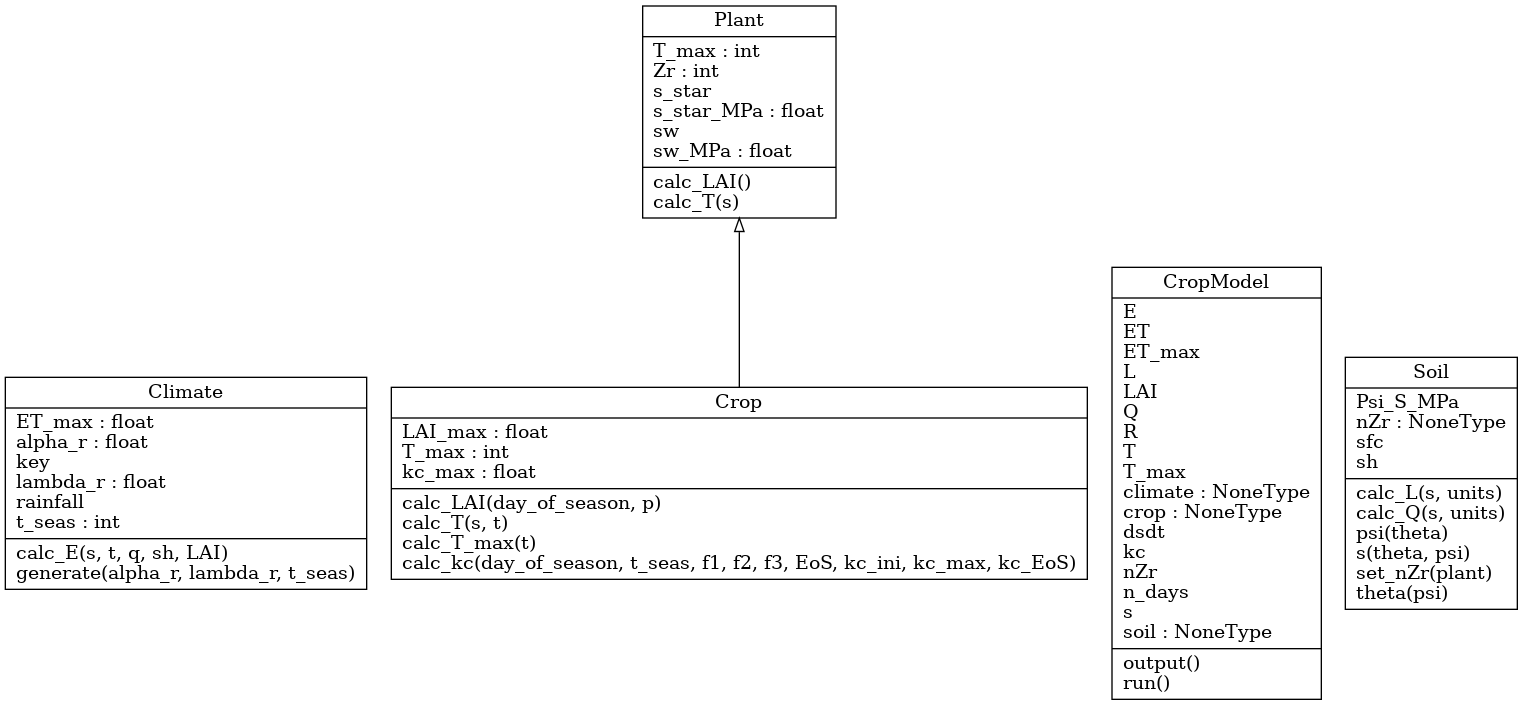 Plant
T_max : int
Zr : int
s_star
s_star_MPa : float
sw
sw_MPa : float
calc_LAI()
calc_T(s)
Climate
ET_max : float
alpha_r : float
key
lambda_r : float
rainfall
t_seas : int
calc_E(s, t, q, sh, LAI)
generate(alpha_r, lambda_r, t_seas)
Crop
LAI_max : float
T_max : int
kc_max : float
calc_LAI(day_of_season, p)
calc_T(s, t)
calc_T_max(t)
calc_kc(day_of_season, t_seas, f1, f2, f3, EoS, kc_ini, kc_max, kc_EoS)
CropModel
E
ET
ET_max
L
LAI
Q
R
T
T_max
climate : NoneType
crop : NoneType
dsdt
kc
nZr
n_days
s
soil : NoneType
output()
run()
Soil
Psi_S_MPa
nZr : NoneType
sfc
sh
calc_L(s, units)
calc_Q(s, units)
psi(theta)
s(theta, psi)
set_nZr(plant)
theta(psi)